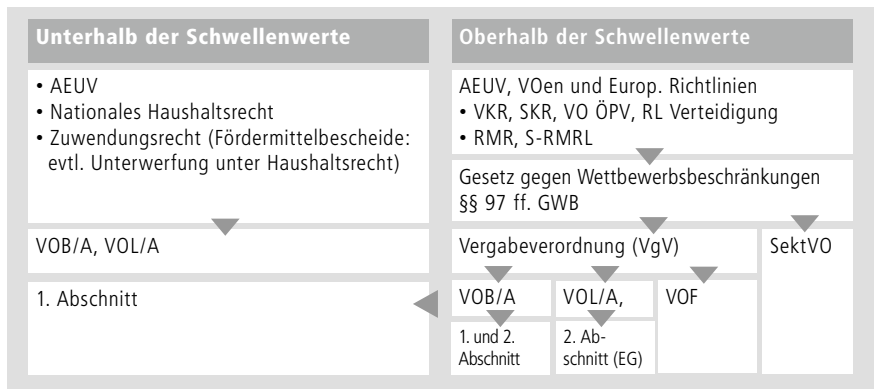 Unterhalb der Schwellenwerte
• AEUV
• Nationales Haushaltsrecht
• Zuwendungsrecht (Fördermittelbescheide:
evtl. Unterwerfung unter Haushaltsrecht)
VOB/A, VOL/A
1. Abschnitt
Oberhalb der Schwellenwerte
AEUV, VOen und Europ. Richtlinien
• VKR, SKR, VO ÖPV, RL Verteidigung
• RMR, S-RMRL
Gesetz gegen Wettbewerbsbeschränkungen
§§ 97 ff. GWB
Vergabeverordnung (VgV)
SektVO
VOB/A
VOL/A,
VOF
1. und 2.
Abschnitt
2. Ab-
schnitt (EG)